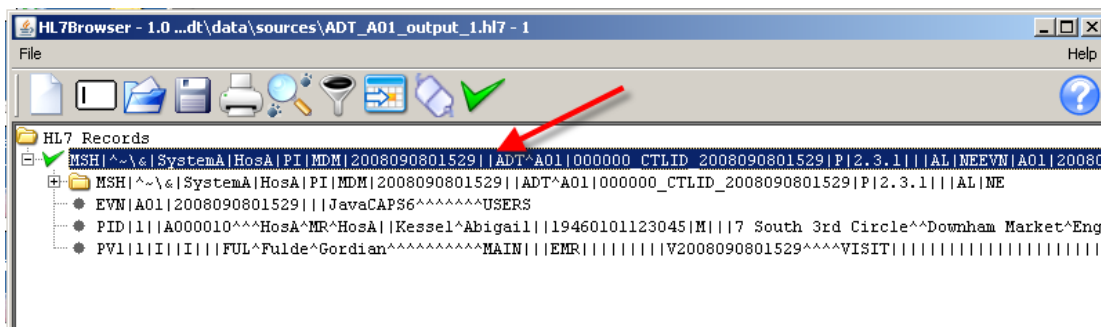 HL7Browser - 1.0 ...dt\data\sources\ADT_A01_output_1.hl7 - 1
File Help
HL7 Records
MSH|^~\&|SystemA|HosA|PI|MDM|2008090801529||ADT^A01|000000_CTLID_2008090801529|P|2.3.1|||AL|NEEVN|A01|20080
MSH|^~\&|SystemA|HosA|PI|MDM|2008090801529||ADT^A01|000000_CTLID_2008090801529|P|2.3.1|||AL|NE
EVN|A01|2008090801529|||JavaCAPS6^^^^^^^USERS
PID|1||A000010^^^HosA^MR^HosA||Kessel^Abigail||19460101123045|M|||7 South 3rd Circle^^Downham Market^Eng
PV1|1|I||I|||FUL^Fulde^Gordian^^^^^^^^^^MAIN|||EMR|||||||||V2008090801529^^^^VISIT||||||||||||||||||||||